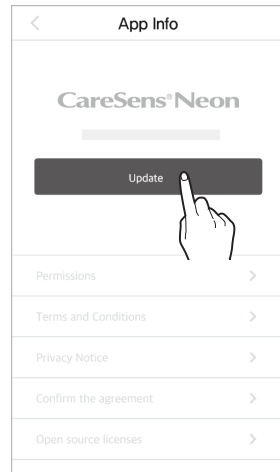 App Info
CareSens®Neon
Update
Permissions
Terms and Conditions
Privacy Notice
Confirm the agreement
Open source licenses